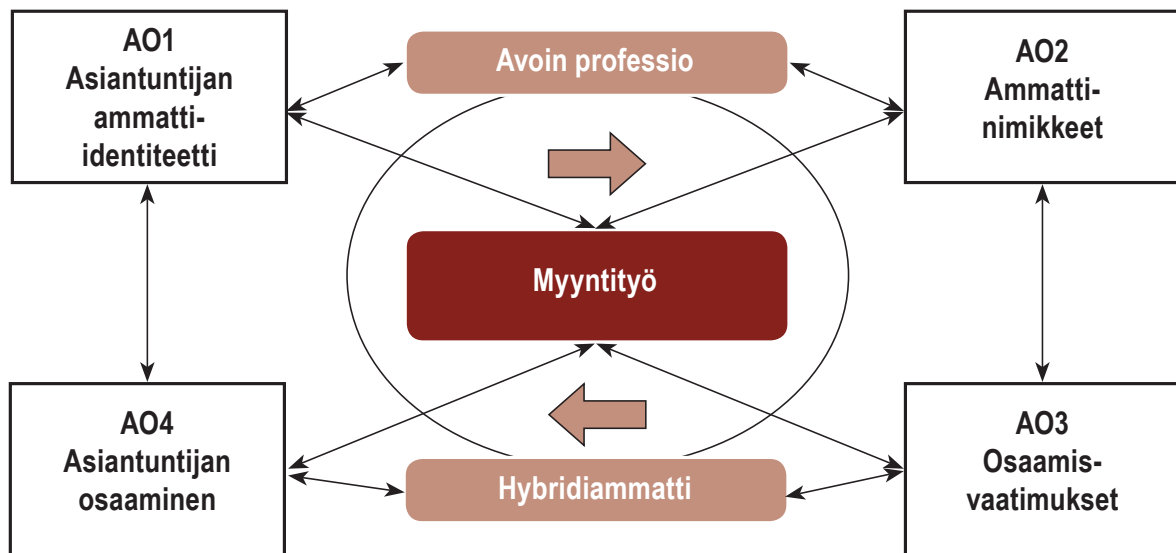 AO1
Asiantuntijan
ammatti-
identiteetti
Avoin professio
AO2
Ammatti-
nimikkeet
Myyntityö
AO4
Asiantuntijan
osaaminen
Hybridiammatti
AO3
Osaamis-
vaatimukset